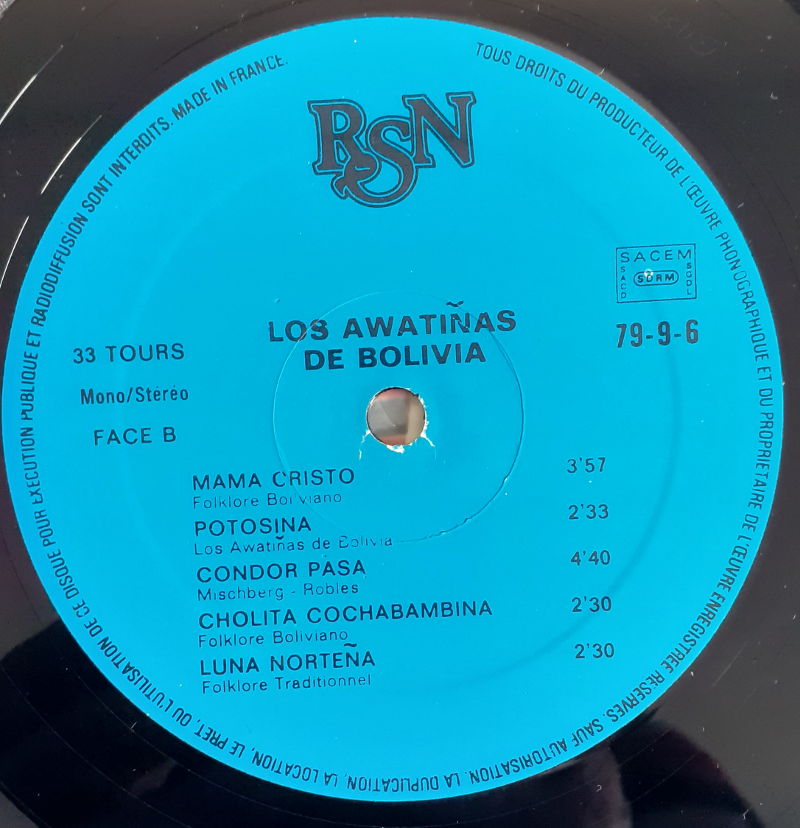 TOUS DROITS DU PRODUCTEUR DE L'ŒUVRE PHONOGRAPHIQUE ET DU PROPRIETAIRE DE L'ŒUVRE ENREGISTREE RESERVES. SAUF AUTORISATION, LA DUPLICATION, LA LOCATION, LE PRET, OU L'UTILISATION DE CE DISQUE POUR EXECUTION PUBLIQUE ET RADIODIFFUSION SONT INTERDITS. MADE IN FRANCE.
RSN
SACEM
SACD SDRM SGDL
79-9-6
LOS AWATIÑAS
DE BOLIVIA
33 TOURS
Mono/Stéréo
FACE B
MAMA CRISTO 3'57
Folklore Boliviano
POTOSINA 2'33
Los Awatiñas de Bolivia
CONDOR PASA 4'40
Mischberg - Robles
CHOLITA COCHABAMBINA 2'30
Folklore Boliviano
LUNA NORTEÑA 2'30
Folklore Traditionnel